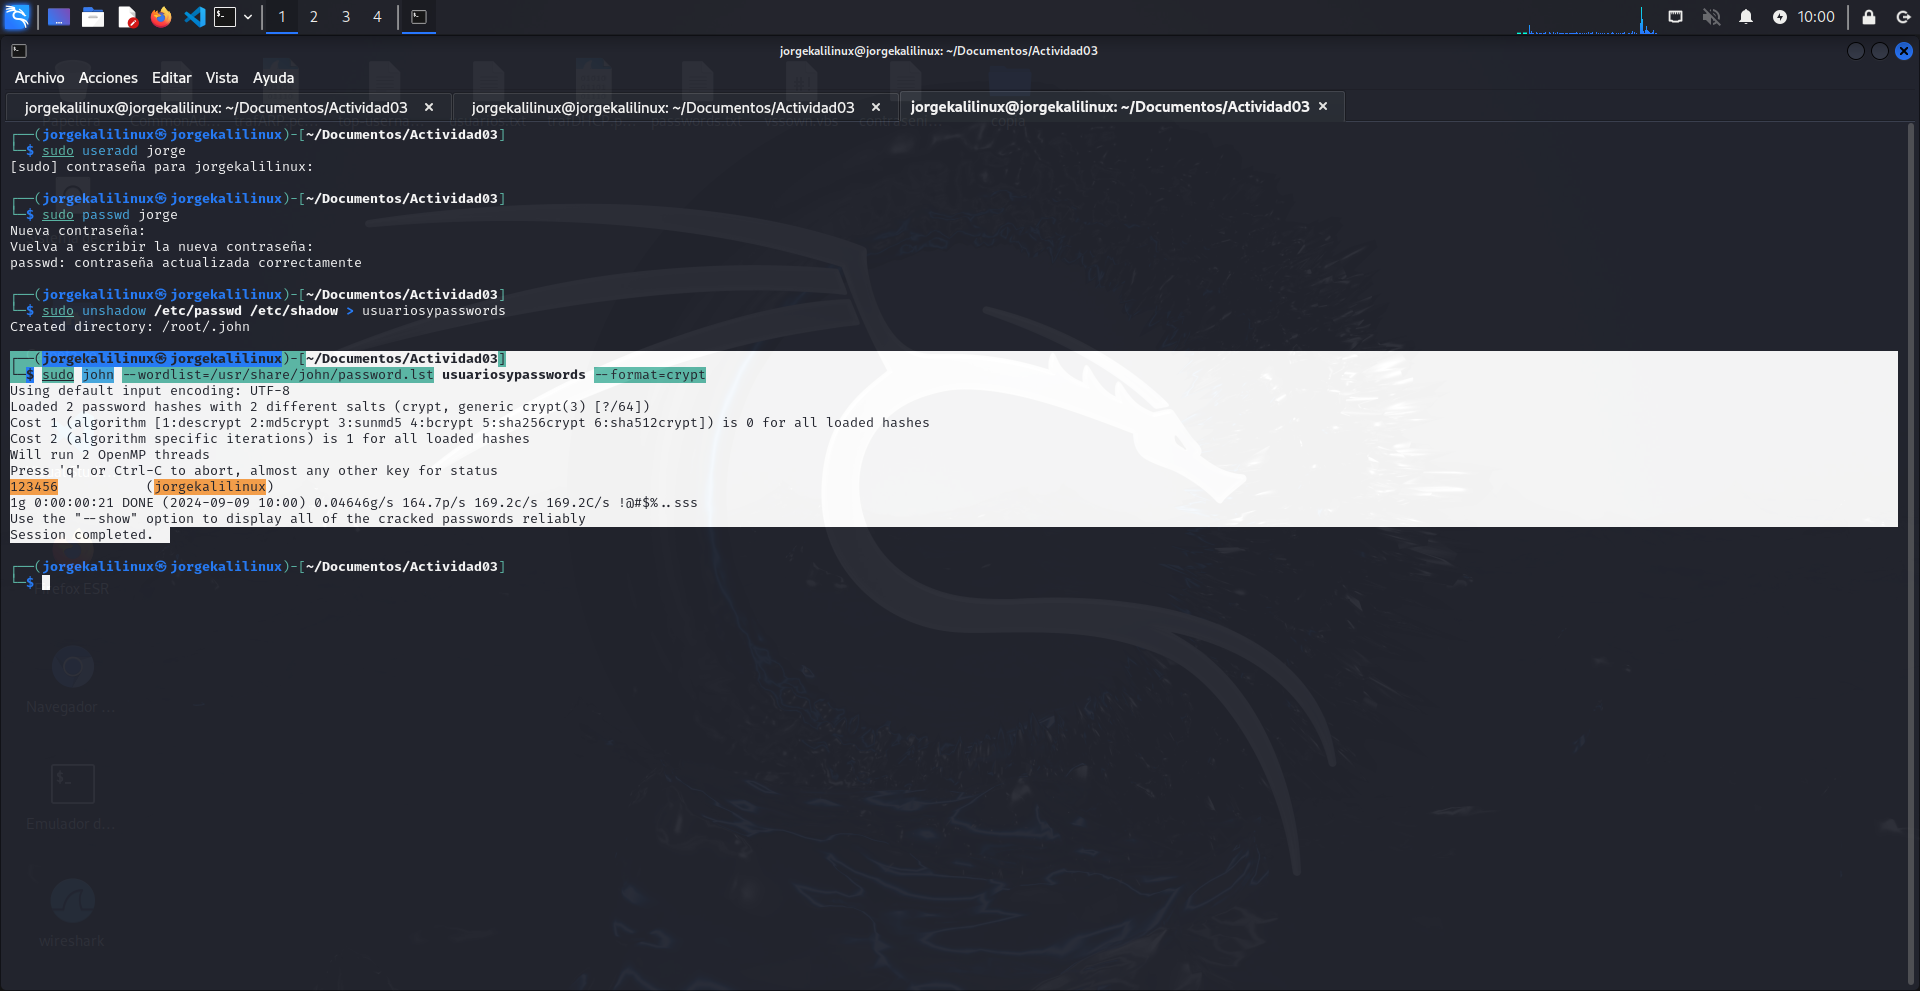 1 2 3 4
10:00
jorgekalilinux@jorgekalilinux: ~/Documentos/Actividad03
Archivo Acciones Editar Vista Ayuda
jorgekalilinux@jorgekalilinux: ~/Documentos/Actividad03 × jorgekalilinux@jorgekalilinux: ~/Documentos/Actividad03 × jorgekalilinux@jorgekalilinux: ~/Documentos/Actividad03 ×
┌──(jorgekalilinux㉿jorgekalilinux)-[~/Documentos/Actividad03]
└─$ sudo useradd jorge
[sudo] contraseña para jorgekalilinux:
┌──(jorgekalilinux㉿jorgekalilinux)-[~/Documentos/Actividad03]
└─$ sudo passwd jorge
Nueva contraseña:
Vuelva a escribir la nueva contraseña:
passwd: contraseña actualizada correctamente
┌──(jorgekalilinux㉿jorgekalilinux)-[~/Documentos/Actividad03]
└─$ sudo unshadow /etc/passwd /etc/shadow > usuariosypasswords
Created directory: /root/.john
┌──(jorgekalilinux㉿jorgekalilinux)-[~/Documentos/Actividad03]
└─$ sudo john --wordlist=/usr/share/john/password.lst usuariosypasswords --format=crypt
Using default input encoding: UTF-8
Loaded 2 password hashes with 2 different salts (crypt, generic crypt(3) [?/64])
Cost 1 (algorithm [1:descrypt 2:md5crypt 3:sunmd5 4:bcrypt 5:sha256crypt 6:sha512crypt]) is 0 for all loaded hashes
Cost 2 (algorithm specific iterations) is 1 for all loaded hashes
Will run 2 OpenMP threads
Press 'q' or Ctrl-C to abort, almost any other key for status
123456 (jorgekalilinux)
1g 0:00:00:21 DONE (2024-09-09 10:00) 0.04646g/s 164.7p/s 169.2c/s 169.2C/s !@#$%..sss
Use the "--show" option to display all of the cracked passwords reliably
Session completed.
┌──(jorgekalilinux㉿jorgekalilinux)-[~/Documentos/Actividad03]
└─$
Firefox ESR
Navegador ...
Emulador d...
wireshark